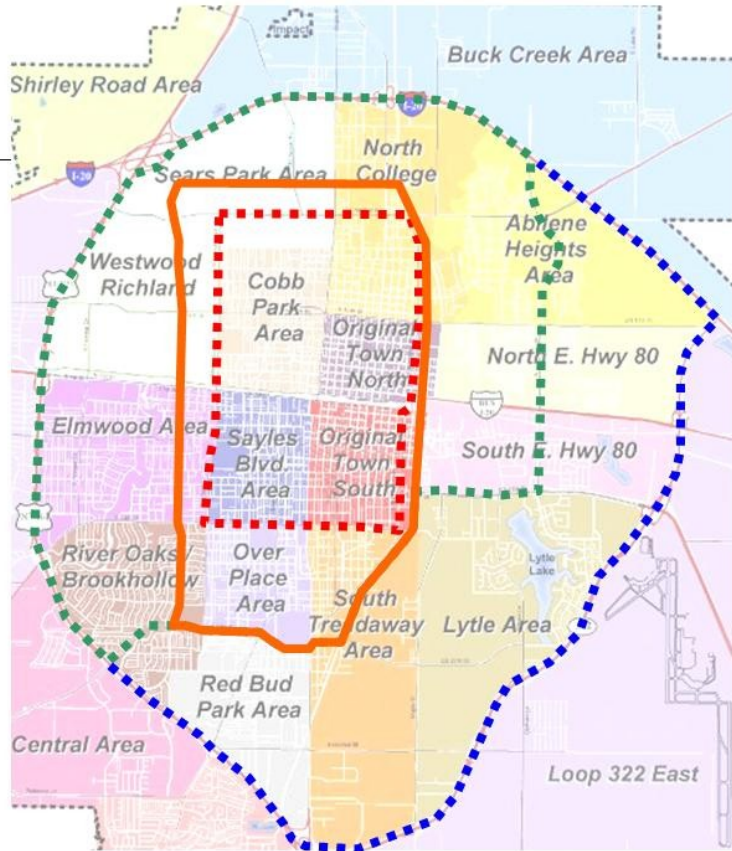 Impact
Buck Creek Area
Shirley Road Area
I-20
North
College
Sears Park Area
I-20
Abilene
Heights
Area
Westwood
Richland
Cobb
Park
Area
Original
Town
North
North E. Hwy 80
Elmwood Area
Sayles
Blvd.
Area
Original
Town
South
South E. Hwy 80
River Oaks /
Brookhollow
Over
Place
Area
Lytle
Lake
South
Treadaway
Area
Lytle Area
Red Bud
Park Area
Central Area
Loop 322 East